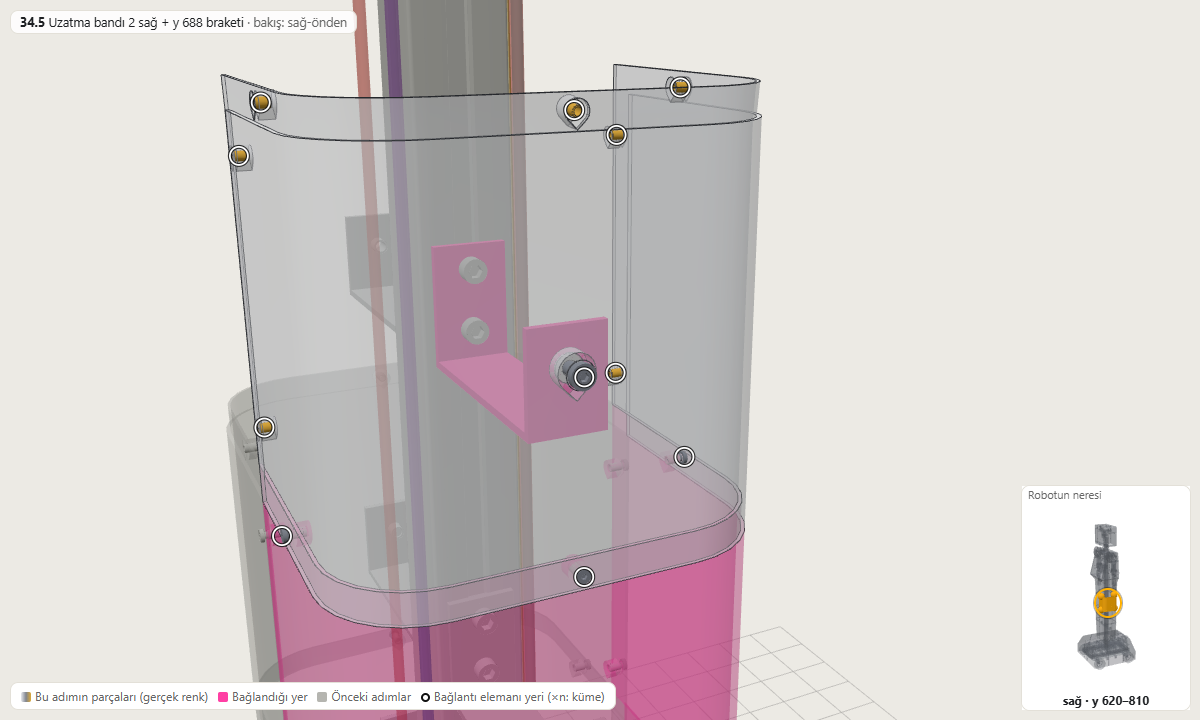 34.5 Uzatma bandı 2 sağ + y 688 braketi · bakış: sağ-önden
Robotun neresi
sağ · y 620–810
Bu adımın parçaları (gerçek renk) Bağlandığı yer Önceki adımlar Bağlantı elemanı yeri (×n: küme)